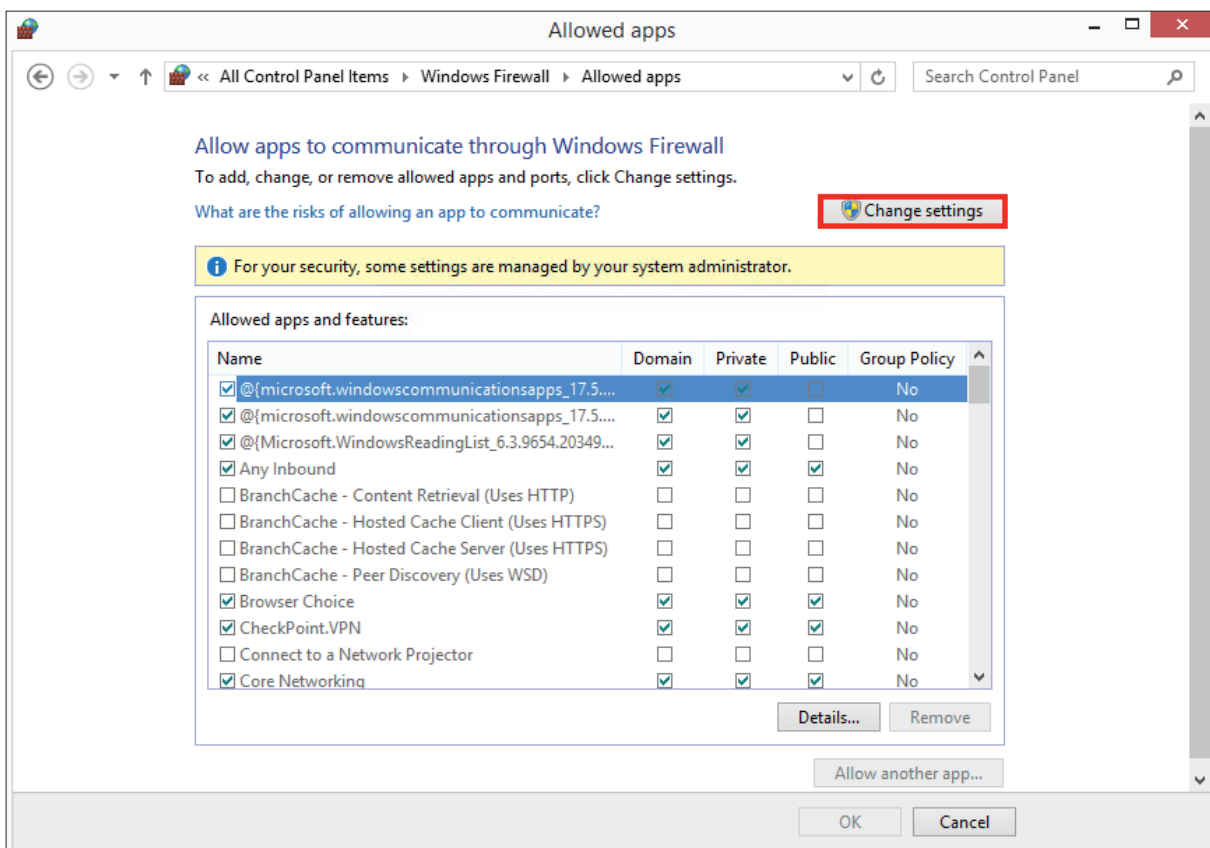 Allowed apps
« All Control Panel Items Windows Firewall Allowed apps
Search Control Panel
Allow apps to communicate through Windows Firewall
To add, change, or remove allowed apps and ports, click Change settings.
What are the risks of allowing an app to communicate?
Change settings
For your security, some settings are managed by your system administrator.
Allowed apps and features:
Name Domain Private Public Group Policy
@{microsoft.windowscommunicationsapps_17.5.... No
@{microsoft.windowscommunicationsapps_17.5.... No
@{Microsoft.WindowsReadingList_6.3.9654.20349... No
Any Inbound No
BranchCache - Content Retrieval (Uses HTTP) No
BranchCache - Hosted Cache Client (Uses HTTPS) No
BranchCache - Hosted Cache Server (Uses HTTPS) No
BranchCache - Peer Discovery (Uses WSD) No
Browser Choice No
CheckPoint.VPN No
Connect to a Network Projector No
Core Networking No
Details... Remove
Allow another app...
OK Cancel